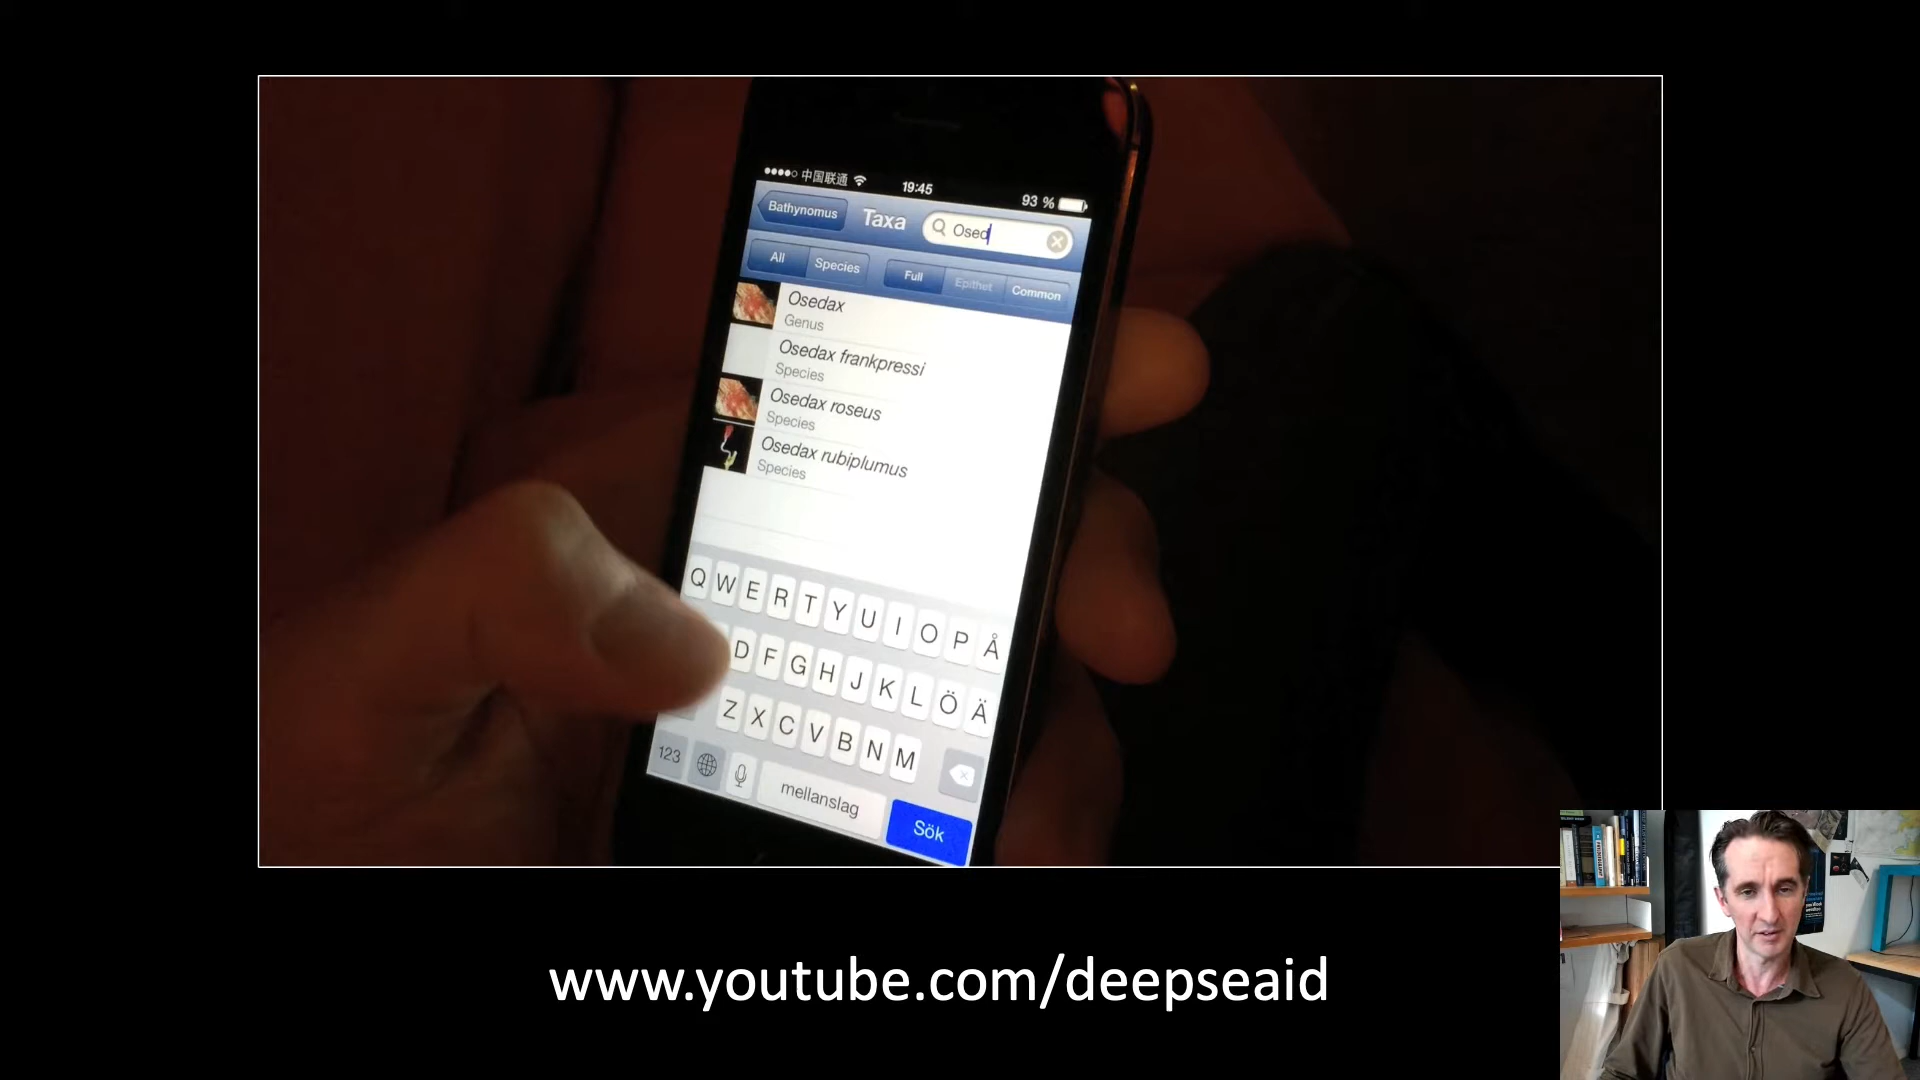 中国联通 19:45 93 %
Bathynomus Taxa Osed
All Species Full Epithet Common
Osedax
Genus
Osedax frankpressi
Species
Osedax roseus
Species
Osedax rubiplumus
Species
Q W E R T Y U I O P Å
D F G H J K L Ö Ä
Z X C V B N M
123 mellanslag Sök
www.youtube.com/deepseaid